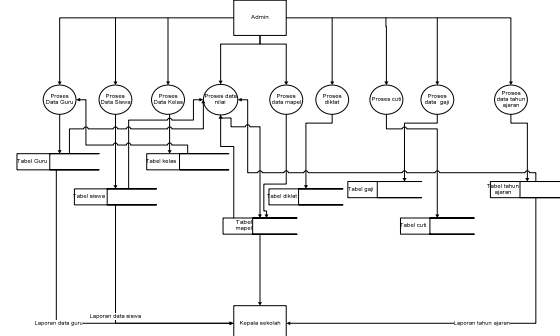 Admin
Proses
Data Guru
Proses
Data Siswa
Proses
Data Kelas
Proses data
nilai
Proses
data mapel
Proses
diklat
Proses cuti
Proses
data gaji
Proses
data tahun
ajaran
Tabel Guru
Tabel kelas
Tabel siswa
Tabel diklat
Tabel gaji
Tabel tahun
ajaran
Tabel
mapel
Tabel cuti
Laporan data siswa
Laporan data guru
Kepala sekolah
Laporan tahun ajaran